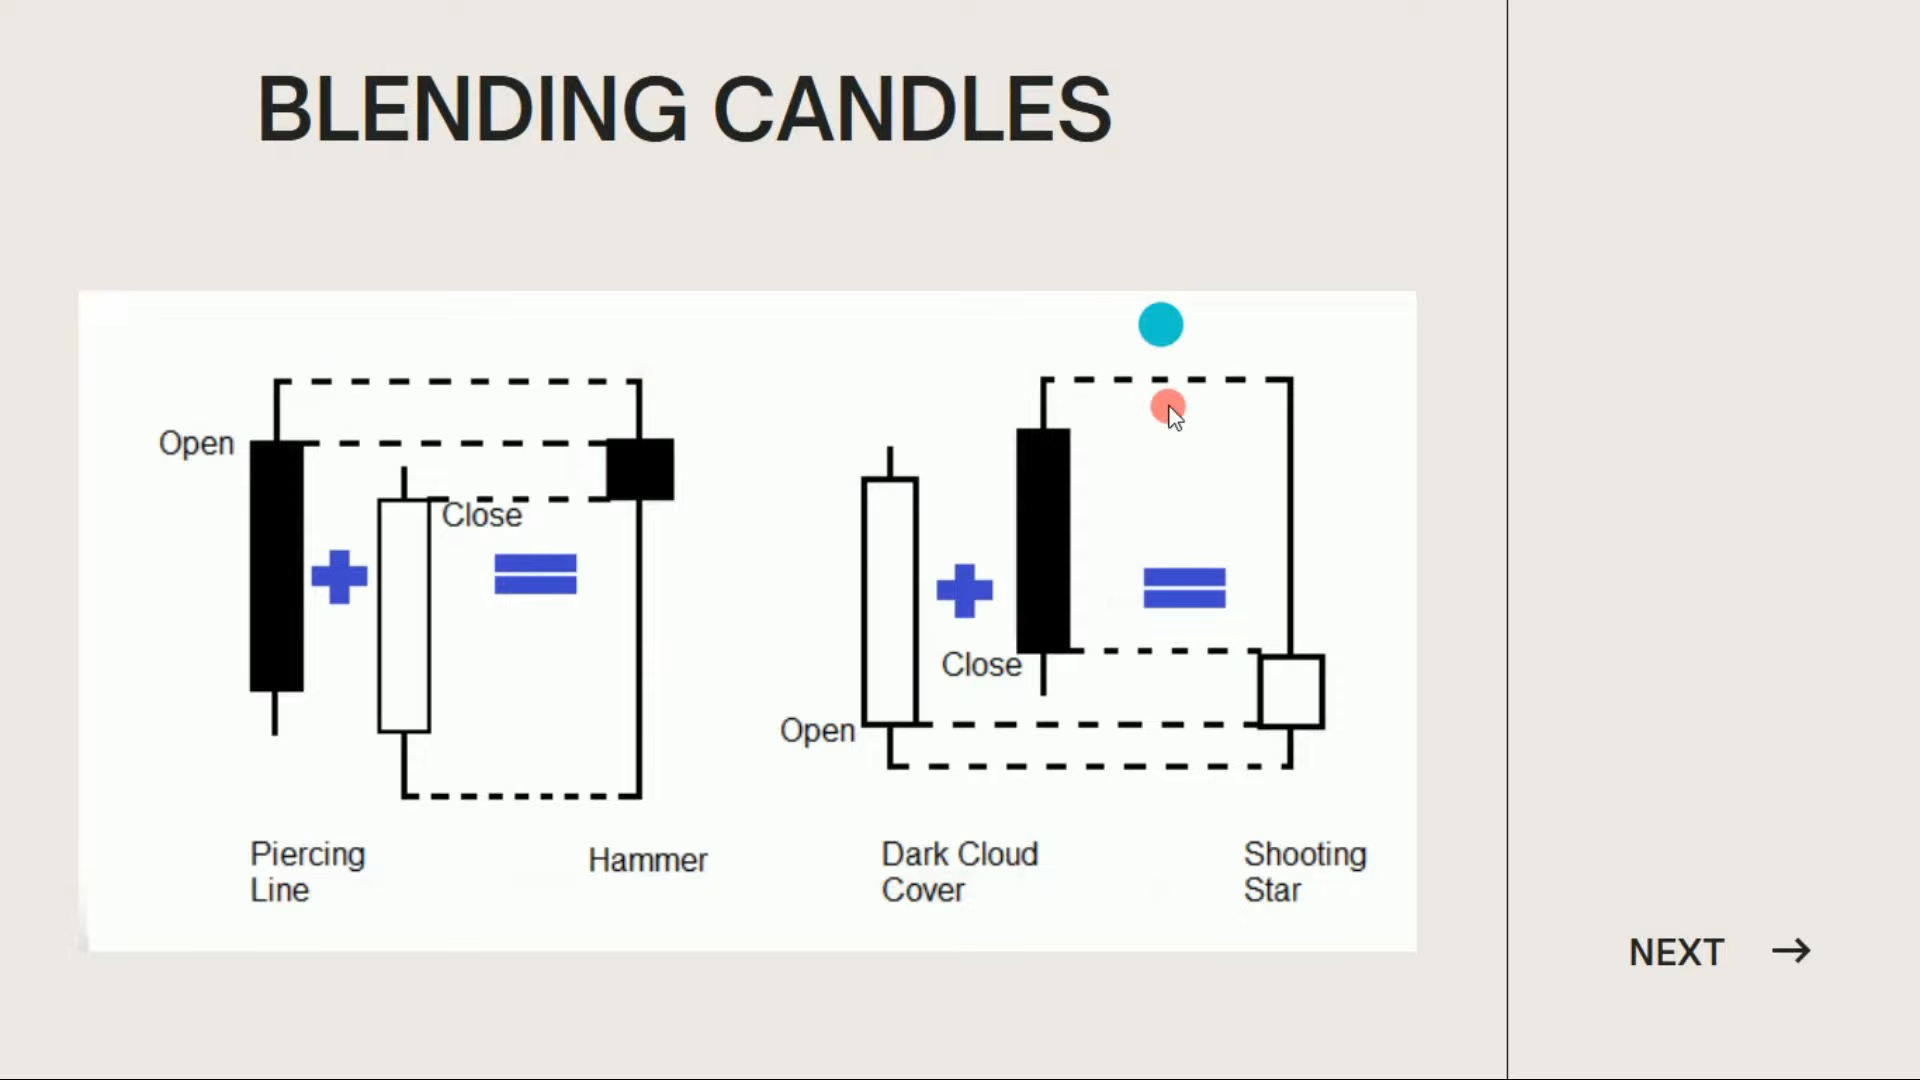 BLENDING CANDLES
Open
Close
Close
Open
Piercing
Line
Hammer
Dark Cloud
Cover
Shooting
Star
NEXT →